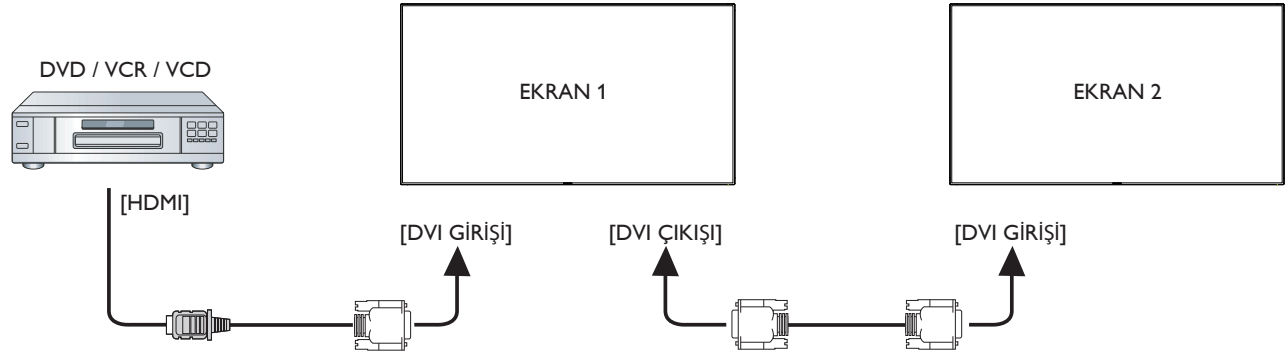 DVD / VCR / VCD
EKRAN 1
EKRAN 2
[HDMI]
[DVI GİRİŞİ]
[DVI ÇIKIŞI]
[DVI GİRİŞİ]